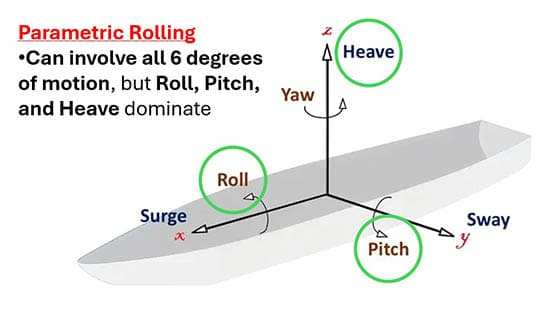 Parametric Rolling
•Can involve all 6 degrees
of motion, but Roll, Pitch,
and Heave dominate
z
Heave
Yaw
Roll
Surge
x
Sway
y
Pitch